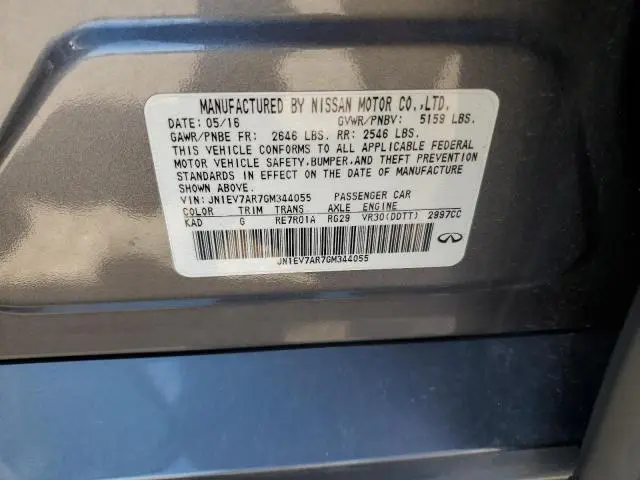 MANUFACTURED BY NISSAN MOTOR CO.,LTD.
DATE: 05/16 GVWR/PNBV: 5159 LBS.
GAWR/PNBE FR: 2646 LBS. RR: 2546 LBS.
THIS VEHICLE CONFORMS TO ALL APPLICABLE FEDERAL
MOTOR VEHICLE SAFETY,BUMPER,AND THEFT PREVENTION
STANDARDS IN EFFECT ON THE DATE OF MANUFACTURE
SHOWN ABOVE.
VIN: JN1EV7AR7GM344055 PASSENGER CAR
COLOR TRIM TRANS AXLE ENGINE
KAD G RE7R01A RG29 VR30(DDTT) 2997CC
JN1EV7AR7GM344055